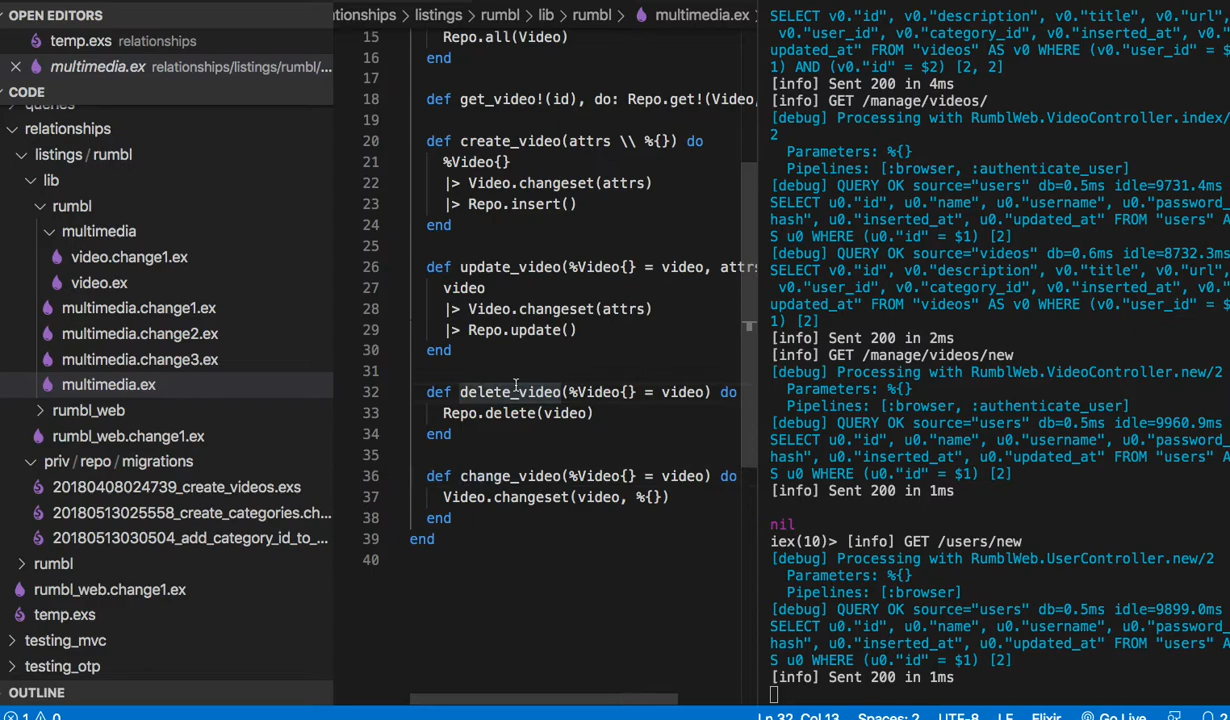 OPEN EDITORS
temp.exs relationships
multimedia.ex relationships/listings/rumbl/...
CODE
queries
relationships
listings / rumbl
lib
rumbl
multimedia
video.change1.ex
video.ex
multimedia.change1.ex
multimedia.change2.ex
multimedia.change3.ex
multimedia.ex
rumbl_web
rumbl_web.change1.ex
priv / repo / migrations
20180408024739_create_videos.exs
20180513025558_create_categories.ch...
20180513030504_add_category_id_to_...
rumbl
rumbl_web.change1.ex
temp.exs
testing_mvc
testing_otp
OUTLINE
1 0
lationships > listings > rumbl > lib > rumbl > multimedia.ex >
15 Repo.all(Video)
16 end
17
18 def get_video!(id), do: Repo.get!(Video,
19
20 def create_video(attrs \\ %{}) do
21 %Video{}
22 |> Video.changeset(attrs)
23 |> Repo.insert()
24 end
25
26 def update_video(%Video{} = video, attrs
27 video
28 |> Video.changeset(attrs)
29 |> Repo.update()
30 end
31
32 def delete_video(%Video{} = video) do
33 Repo.delete(video)
34 end
35
36 def change_video(%Video{} = video) do
37 Video.changeset(video, %{})
38 end
39 end
40
SELECT v0."id", v0."description", v0."title", v0."url",
v0."user_id", v0."category_id", v0."inserted_at", v0."
updated_at" FROM "videos" AS v0 WHERE (v0."user_id" = $
1) AND (v0."id" = $2) [2, 2]
[info] Sent 200 in 4ms
[info] GET /manage/videos/
[debug] Processing with RumblWeb.VideoController.index/
2
Parameters: %{}
Pipelines: [:browser, :authenticate_user]
[debug] QUERY OK source="users" db=0.5ms idle=9731.4ms
SELECT u0."id", u0."name", u0."username", u0."password_
hash", u0."inserted_at", u0."updated_at" FROM "users" A
S u0 WHERE (u0."id" = $1) [2]
[debug] QUERY OK source="videos" db=0.6ms idle=8732.3ms
SELECT v0."id", v0."description", v0."title", v0."url",
v0."user_id", v0."category_id", v0."inserted_at", v0."
updated_at" FROM "videos" AS v0 WHERE (v0."user_id" = $
1) [2]
[info] Sent 200 in 2ms
[info] GET /manage/videos/new
[debug] Processing with RumblWeb.VideoController.new/2
Parameters: %{}
Pipelines: [:browser, :authenticate_user]
[debug] QUERY OK source="users" db=0.5ms idle=9960.9ms
SELECT u0."id", u0."name", u0."username", u0."password_
hash", u0."inserted_at", u0."updated_at" FROM "users" A
S u0 WHERE (u0."id" = $1) [2]
[info] Sent 200 in 1ms
nil
iex(10)> [info] GET /users/new
[debug] Processing with RumblWeb.UserController.new/2
Parameters: %{}
Pipelines: [:browser]
[debug] QUERY OK source="users" db=0.5ms idle=9899.0ms
SELECT u0."id", u0."name", u0."username", u0."password_
hash", u0."inserted_at", u0."updated_at" FROM "users" A
S u0 WHERE (u0."id" = $1) [2]
[info] Sent 200 in 1ms
Ln 32, Col 13 Spaces: 2 UTF-8 LF Elixir Go Live